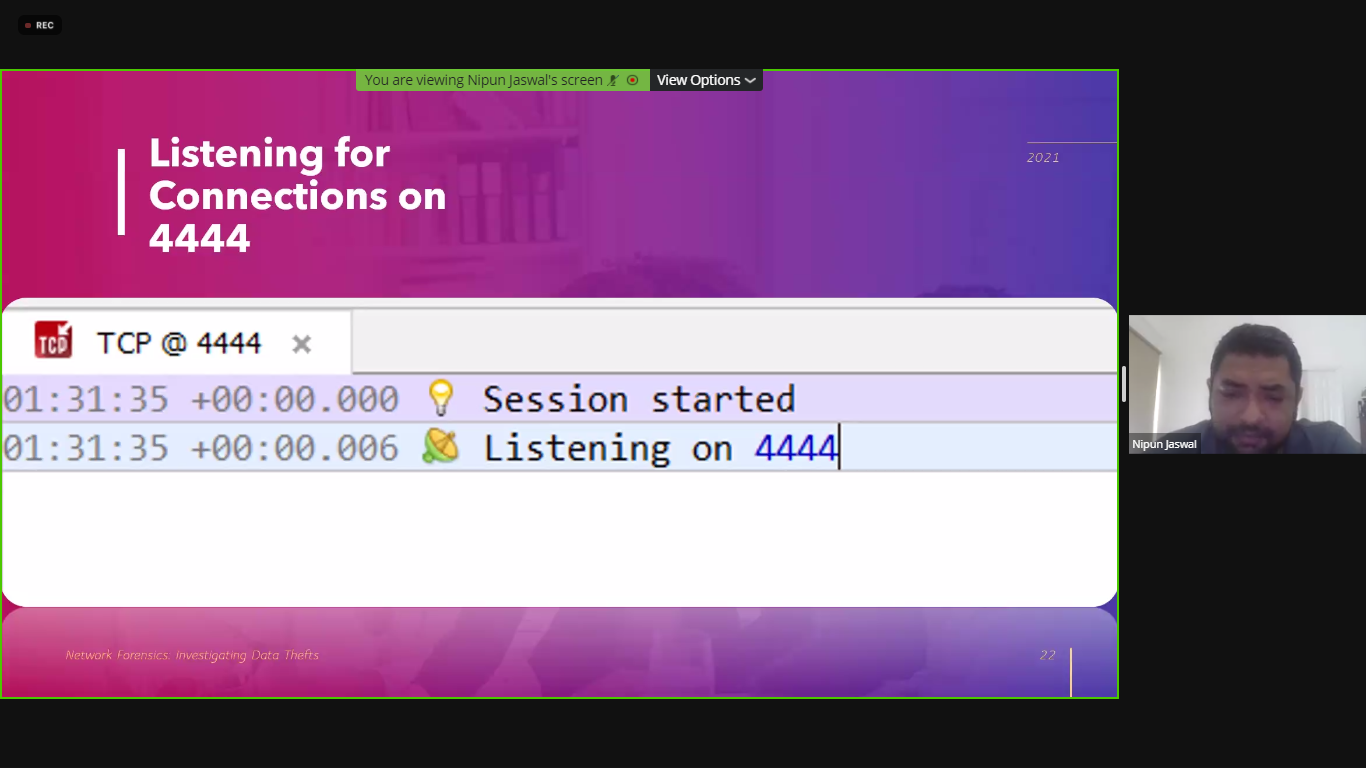 REC
You are viewing Nipun Jaswal's screen
View Options
Listening for
Connections on
4444
2021
TCP
TCP @ 4444
01:31:35 +00:00.000 Session started
01:31:35 +00:00.006 Listening on 4444
Nipun Jaswal
Network Forensics: Investigating Data Thefts
22